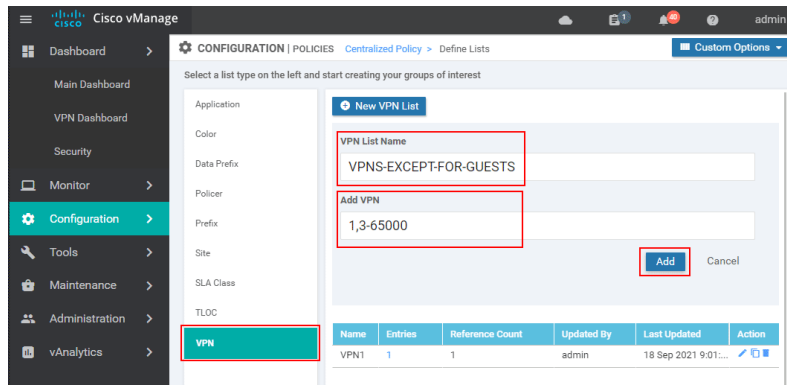 cisco Cisco vManage 1 40 admin
Dashboard
Main Dashboard
VPN Dashboard
Security
Monitor
Configuration
Tools
Maintenance
Administration
vAnalytics
CONFIGURATION | POLICIES Centralized Policy > Define Lists
Custom Options
Select a list type on the left and start creating your groups of interest
Application
Color
Data Prefix
Policer
Prefix
Site
SLA Class
TLOC
VPN
New VPN List
VPN List Name
VPNS-EXCEPT-FOR-GUESTS
Add VPN
1,3-65000
Add Cancel
Name Entries Reference Count Updated By Last Updated Action
VPN1 1 1 admin 18 Sep 2021 9:01:...